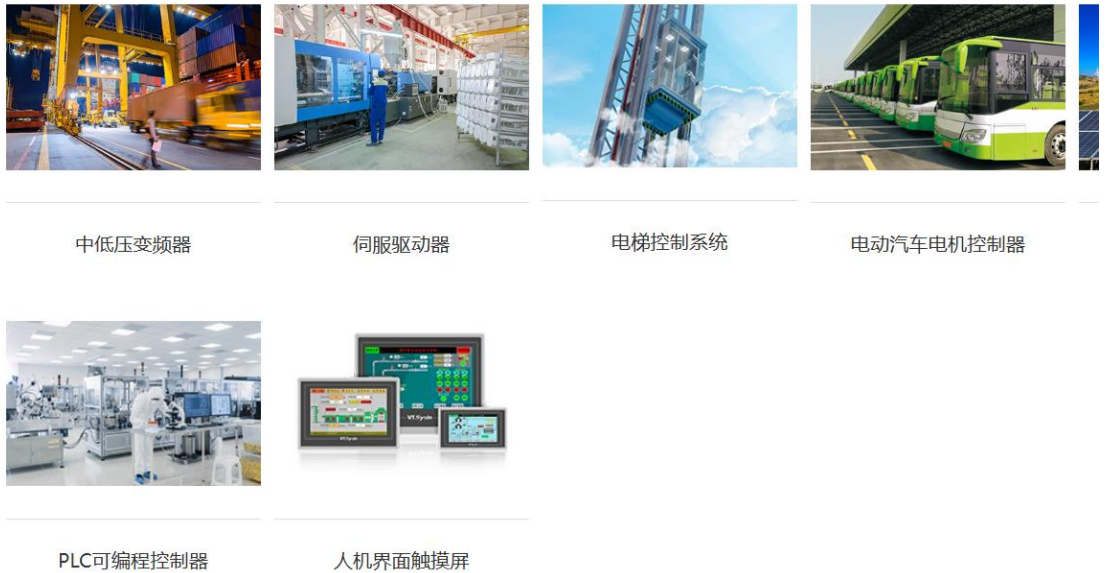 中低压变频器
伺服驱动器
电梯控制系统
电动汽车电机控制器
PLC可编程控制器
人机界面触摸屏